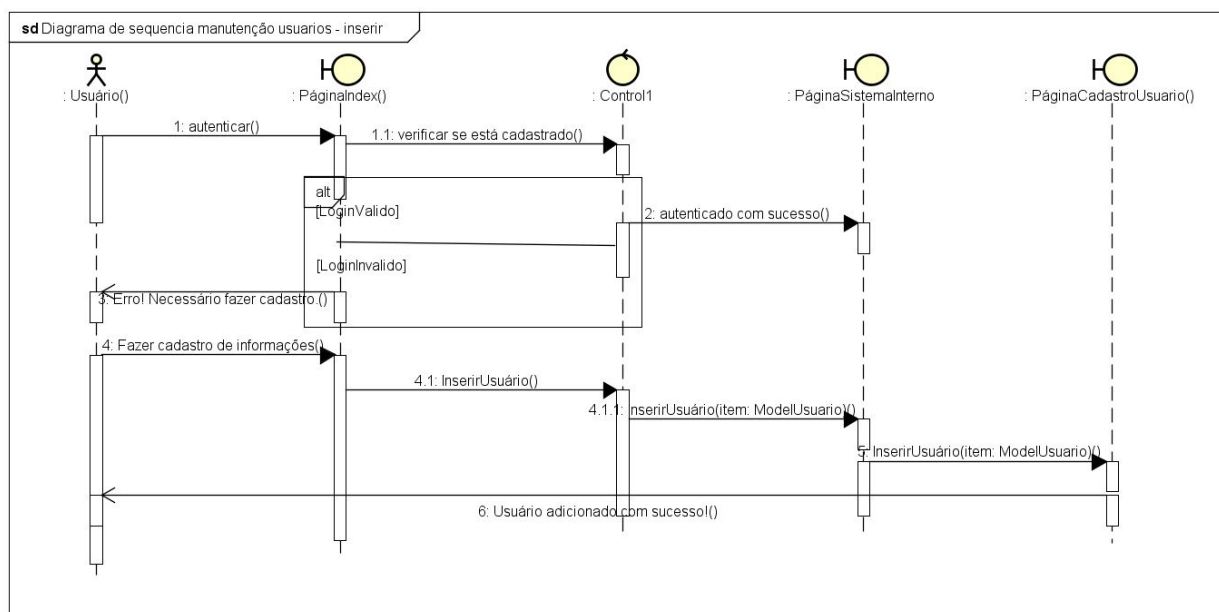 sd Diagrama de sequencia manutenção usuarios - inserir
: Usuário()
: PáginaIndex()
: Control1
: PáginaSistemaInterno
: PáginaCadastroUsuario()
1: autenticar()
1.1: verificar se está cadastrado()
alt
[LoginValido]
2: autenticado com sucesso()
[LoginInvalido]
3: Erro! Necessário fazer cadastro.()
4: Fazer cadastro de informações()
4.1: InserirUsuário()
4.1.1: InserirUsuário(item: ModelUsuario)()
5: InserirUsuário(item: ModelUsuario)()
6: Usuário adicionado com sucesso!()